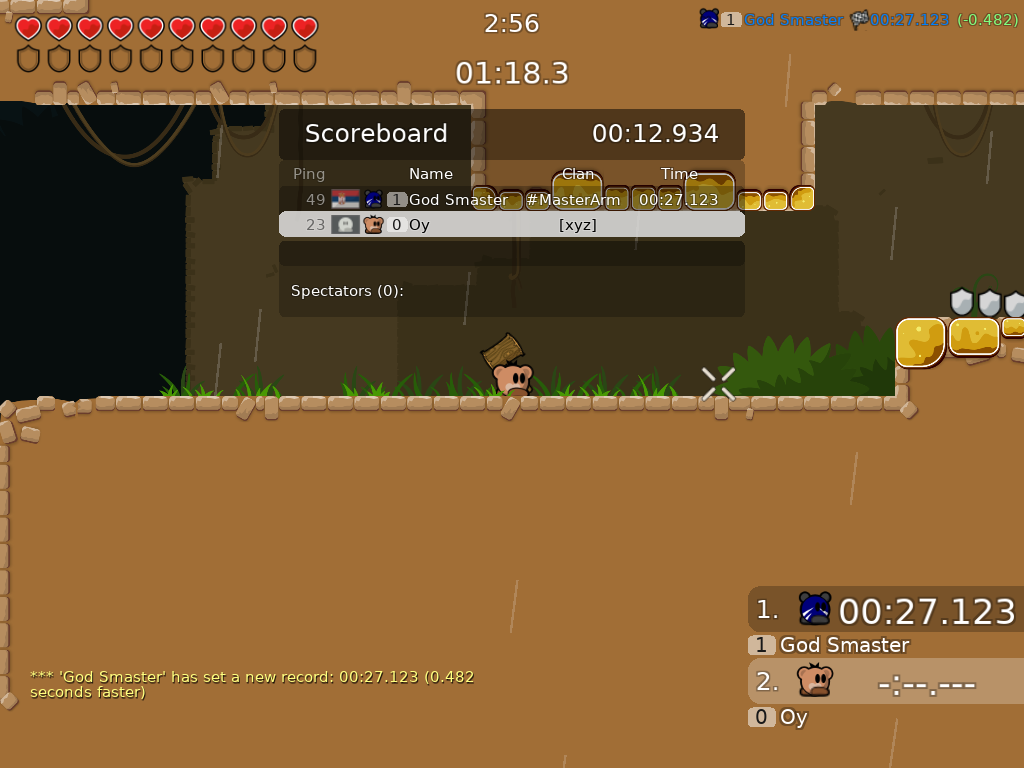 2:56
1 God Smaster 00:27.123 (-0.482)
01:18.3
Scoreboard 00:12.934
Ping Name Clan Time
49 1 God Smaster #MasterArm 00:27.123
23 0 Oy [xyz]
Spectators (0):
1. 00:27.123
1 God Smaster
2. -:--.---
0 Oy
*** 'God Smaster' has set a new record: 00:27.123 (0.482
seconds faster)